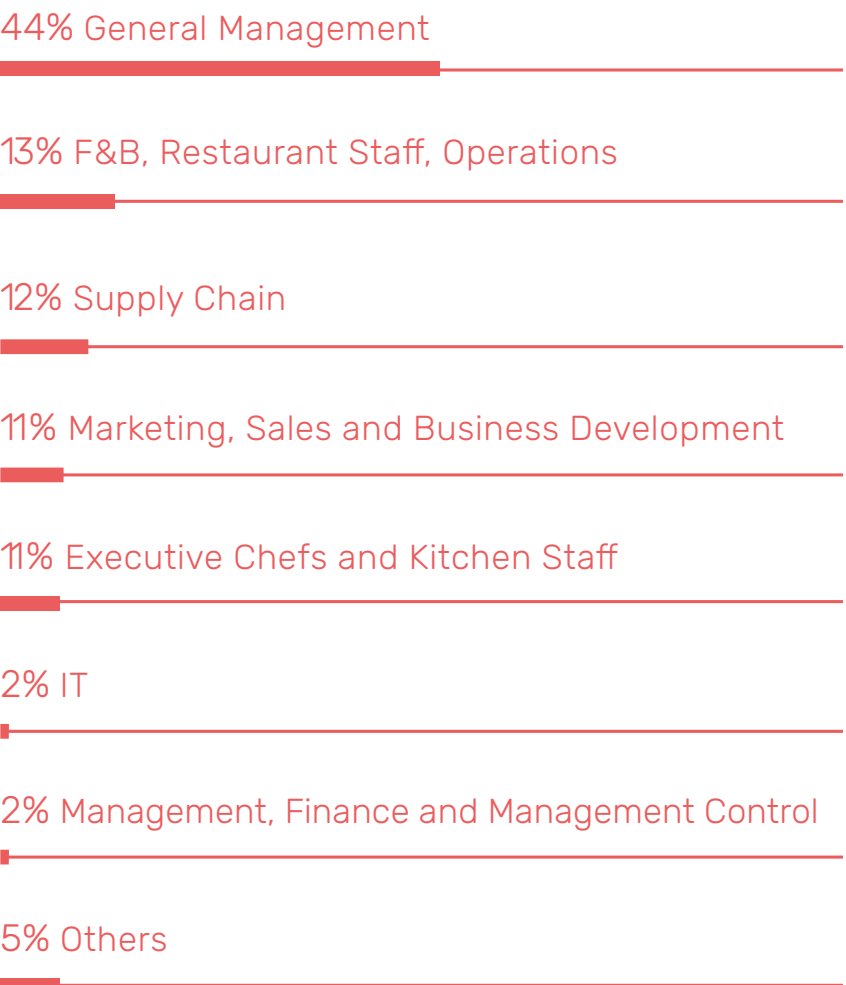 44% General Management
13% F&B, Restaurant Staff, Operations
12% Supply Chain
11% Marketing, Sales and Business Development
11% Executive Chefs and Kitchen Staff
2% IT
2% Management, Finance and Management Control
5% Others